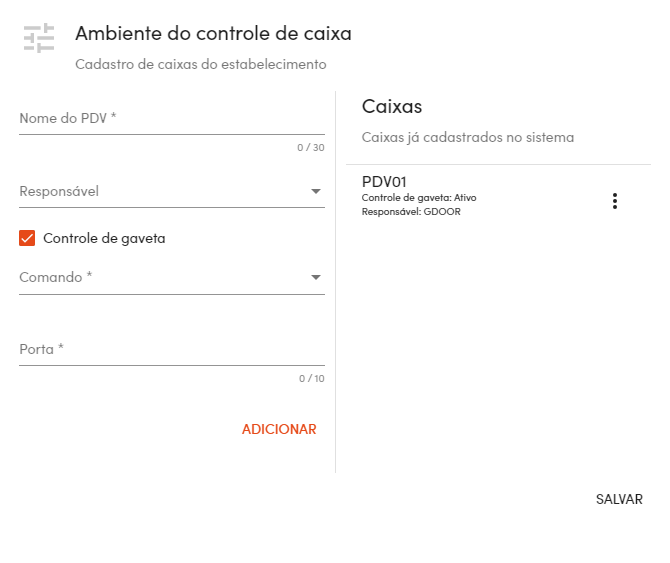 Ambiente do controle de caixa
Cadastro de caixas do estabelecimento
Nome do PDV *
0 / 30
Responsável
Controle de gaveta
Comando *
Porta *
0 / 10
ADICIONAR
Caixas
Caixas já cadastrados no sistema
PDV01
Controle de gaveta: Ativo
Responsável: GDOOR
SALVAR